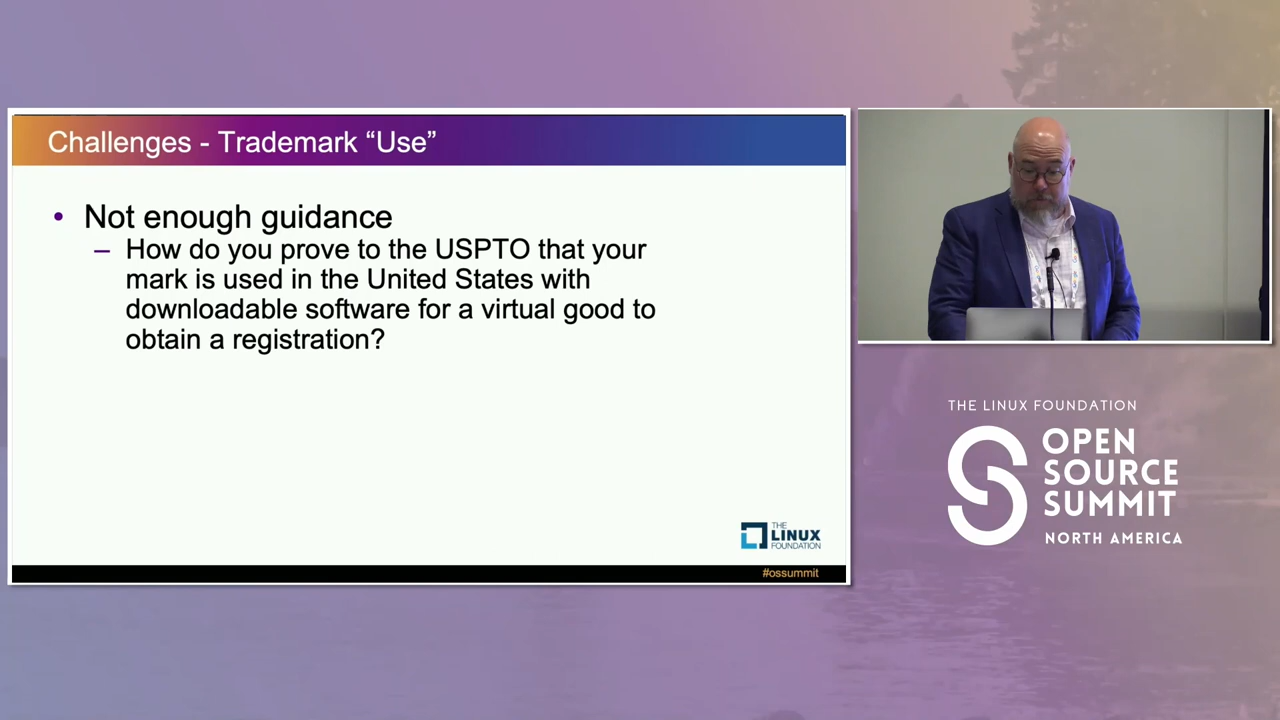 Challenges - Trademark “Use”
• Not enough guidance
– How do you prove to the USPTO that your
mark is used in the United States with
downloadable software for a virtual good to
obtain a registration?
THE
LINUX
FOUNDATION
#ossummit
THE LINUX FOUNDATION
OPEN
SOURCE
SUMMIT
NORTH AMERICA